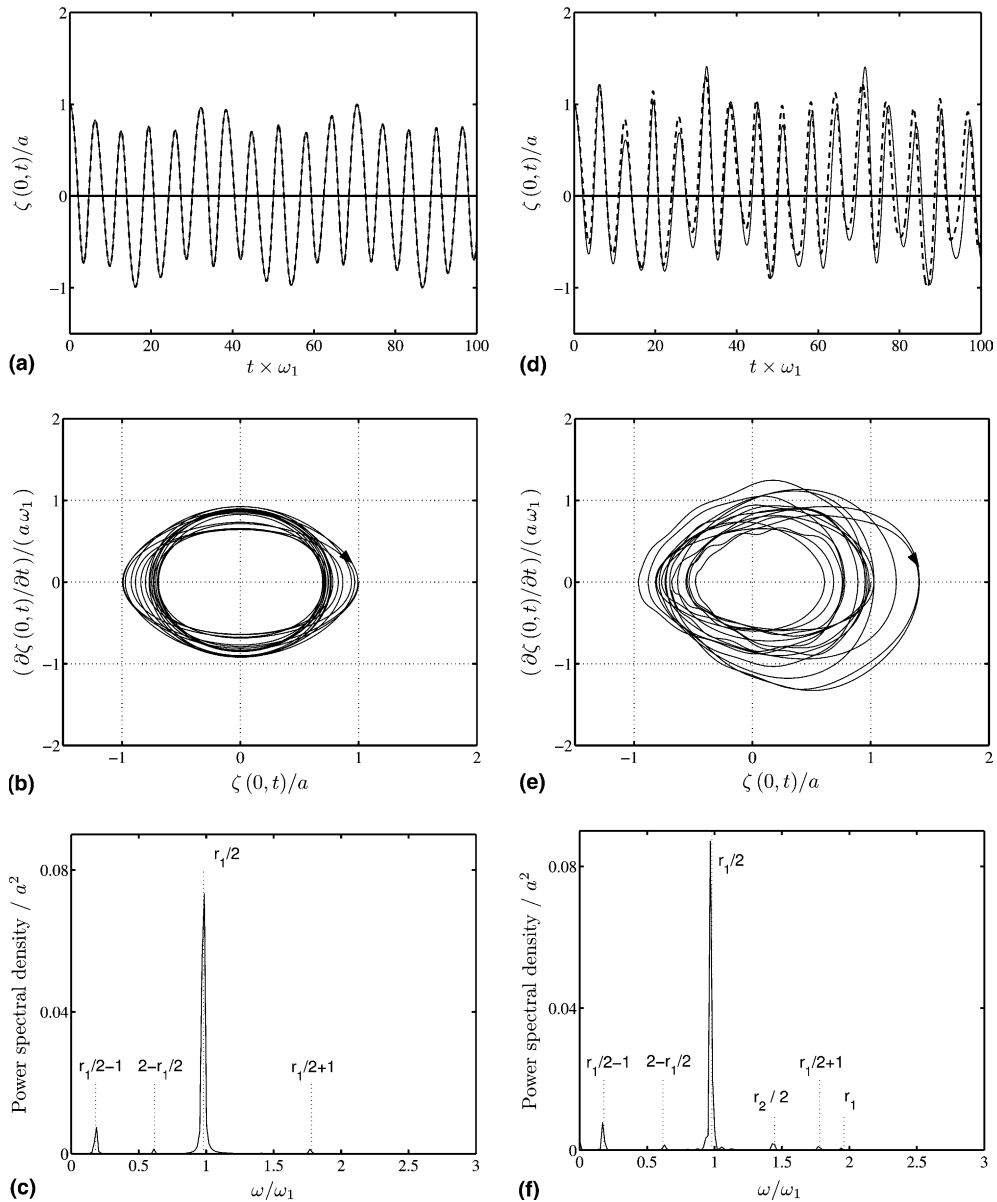 2
1
0
−1
0
20
40
60
80
100
ζ (0, t)/a
t × ω₁
(a)
2
1
0
−1
0
20
40
60
80
100
ζ (0, t)/a
t × ω₁
(d)
2
1
0
−1
−2
−1
0
1
2
( ∂ζ (0, t)/∂t )/( a ω₁)
ζ (0, t)/a
(b)
2
1
0
−1
−2
−1
0
1
2
( ∂ζ (0, t)/∂t )/( a ω₁)
ζ (0, t)/a
(e)
0.08
0.04
0
0
0.5
1
1.5
2
2.5
3
r₁/2
r₁/2−1
2−r₁/2
r₁/2+1
Power spectral density / a²
ω/ω₁
(c)
0.08
0.04
0
0
0.5
1
1.5
2
2.5
3
r₁/2
r₁/2−1
2−r₁/2
r₂ / 2
r₁/2+1
r₁
Power spectral density / a²
ω/ω₁
(f)